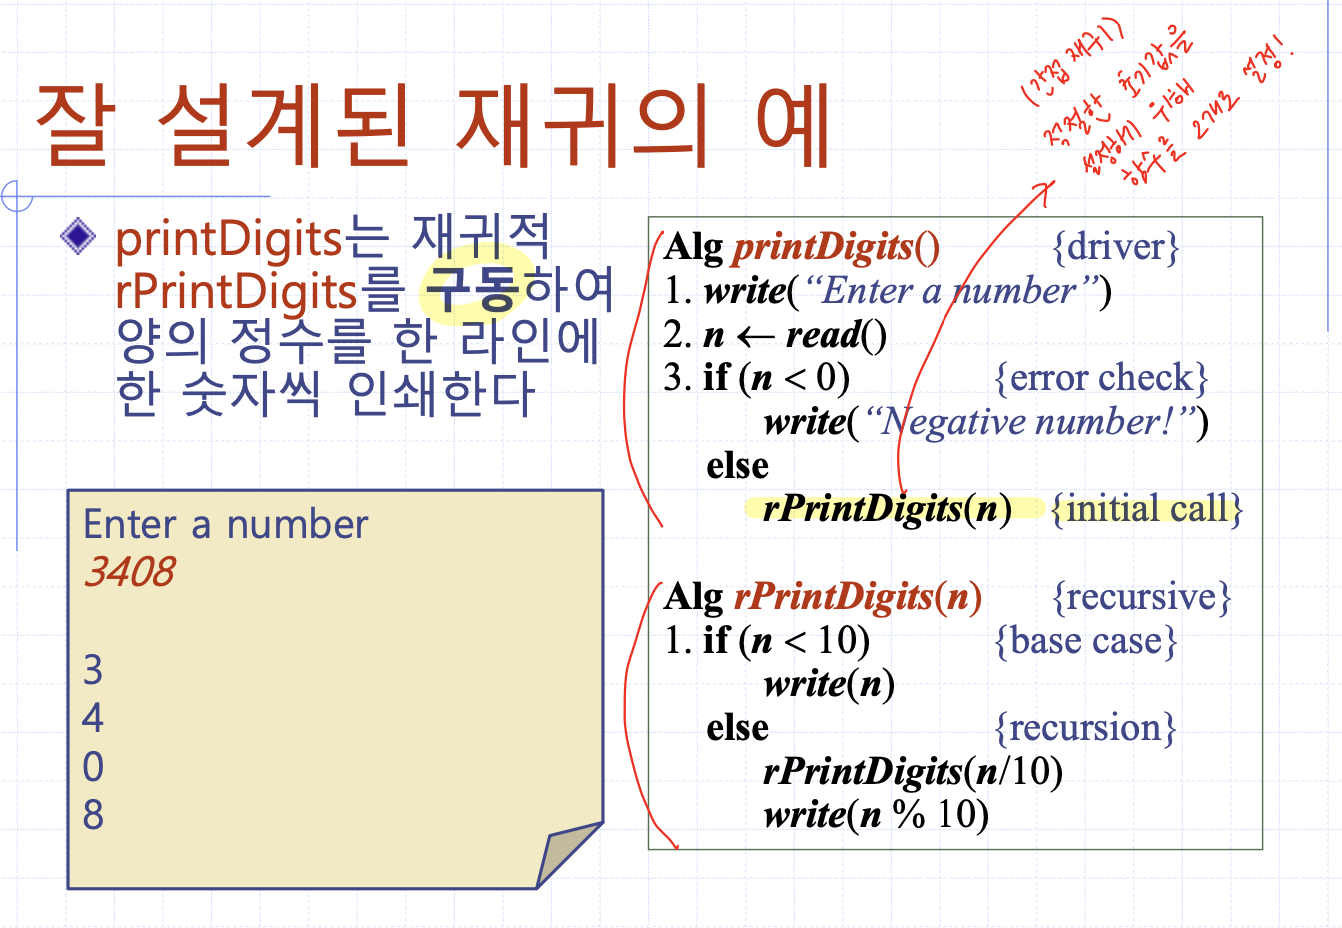 (간접 재귀)
적절한 초기값을
설정하기 위해
함수를 2개로 설정!
잘 설계된 재귀의 예
printDigits는 재귀적
rPrintDigits를 구동하여
양의 정수를 한 라인에
한 숫자씩 인쇄한다
Enter a number
3408
3
4
0
8
Alg printDigits() {driver}
1. write(“Enter a number”)
2. n ← read()
3. if (n < 0) {error check}
write(“Negative number!”)
else
rPrintDigits(n) {initial call}
Alg rPrintDigits(n) {recursive}
1. if (n < 10) {base case}
write(n)
else {recursion}
rPrintDigits(n/10)
write(n % 10)